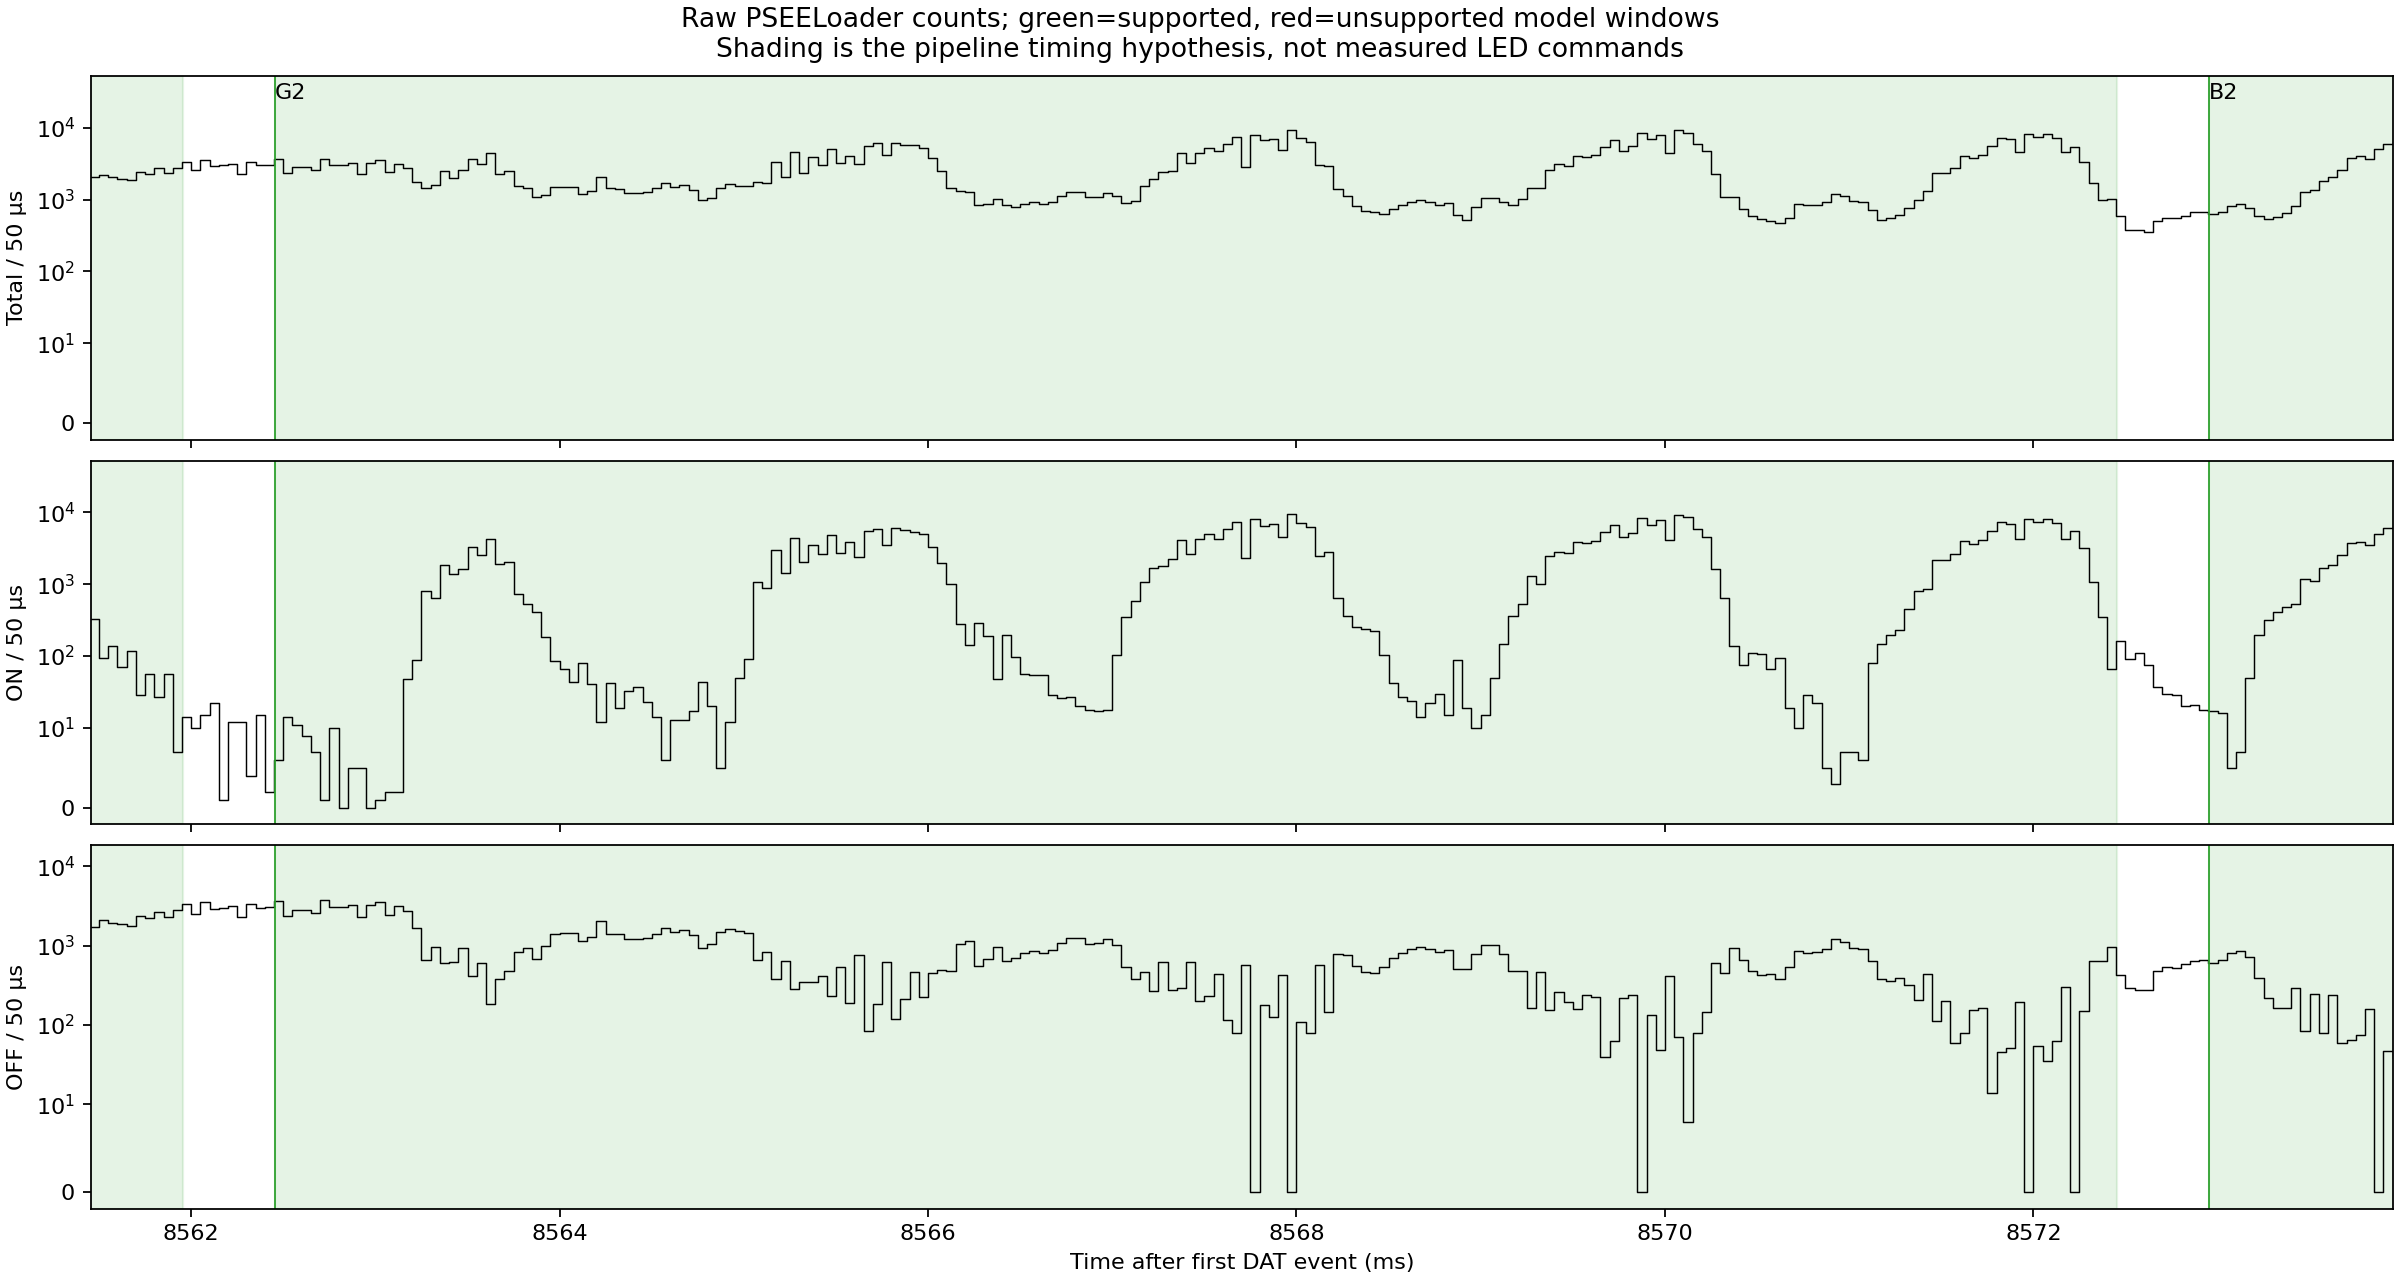 Raw PSEELoader counts; green=supported, red=unsupported model windows
Shading is the pipeline timing hypothesis, not measured LED commands
G2
B2
Total / 50 µs
10⁴
10³
10²
10¹
0
ON / 50 µs
10⁴
10³
10²
10¹
0
OFF / 50 µs
10⁴
10³
10²
10¹
0
8562
8564
8566
8568
8570
8572
Time after first DAT event (ms)